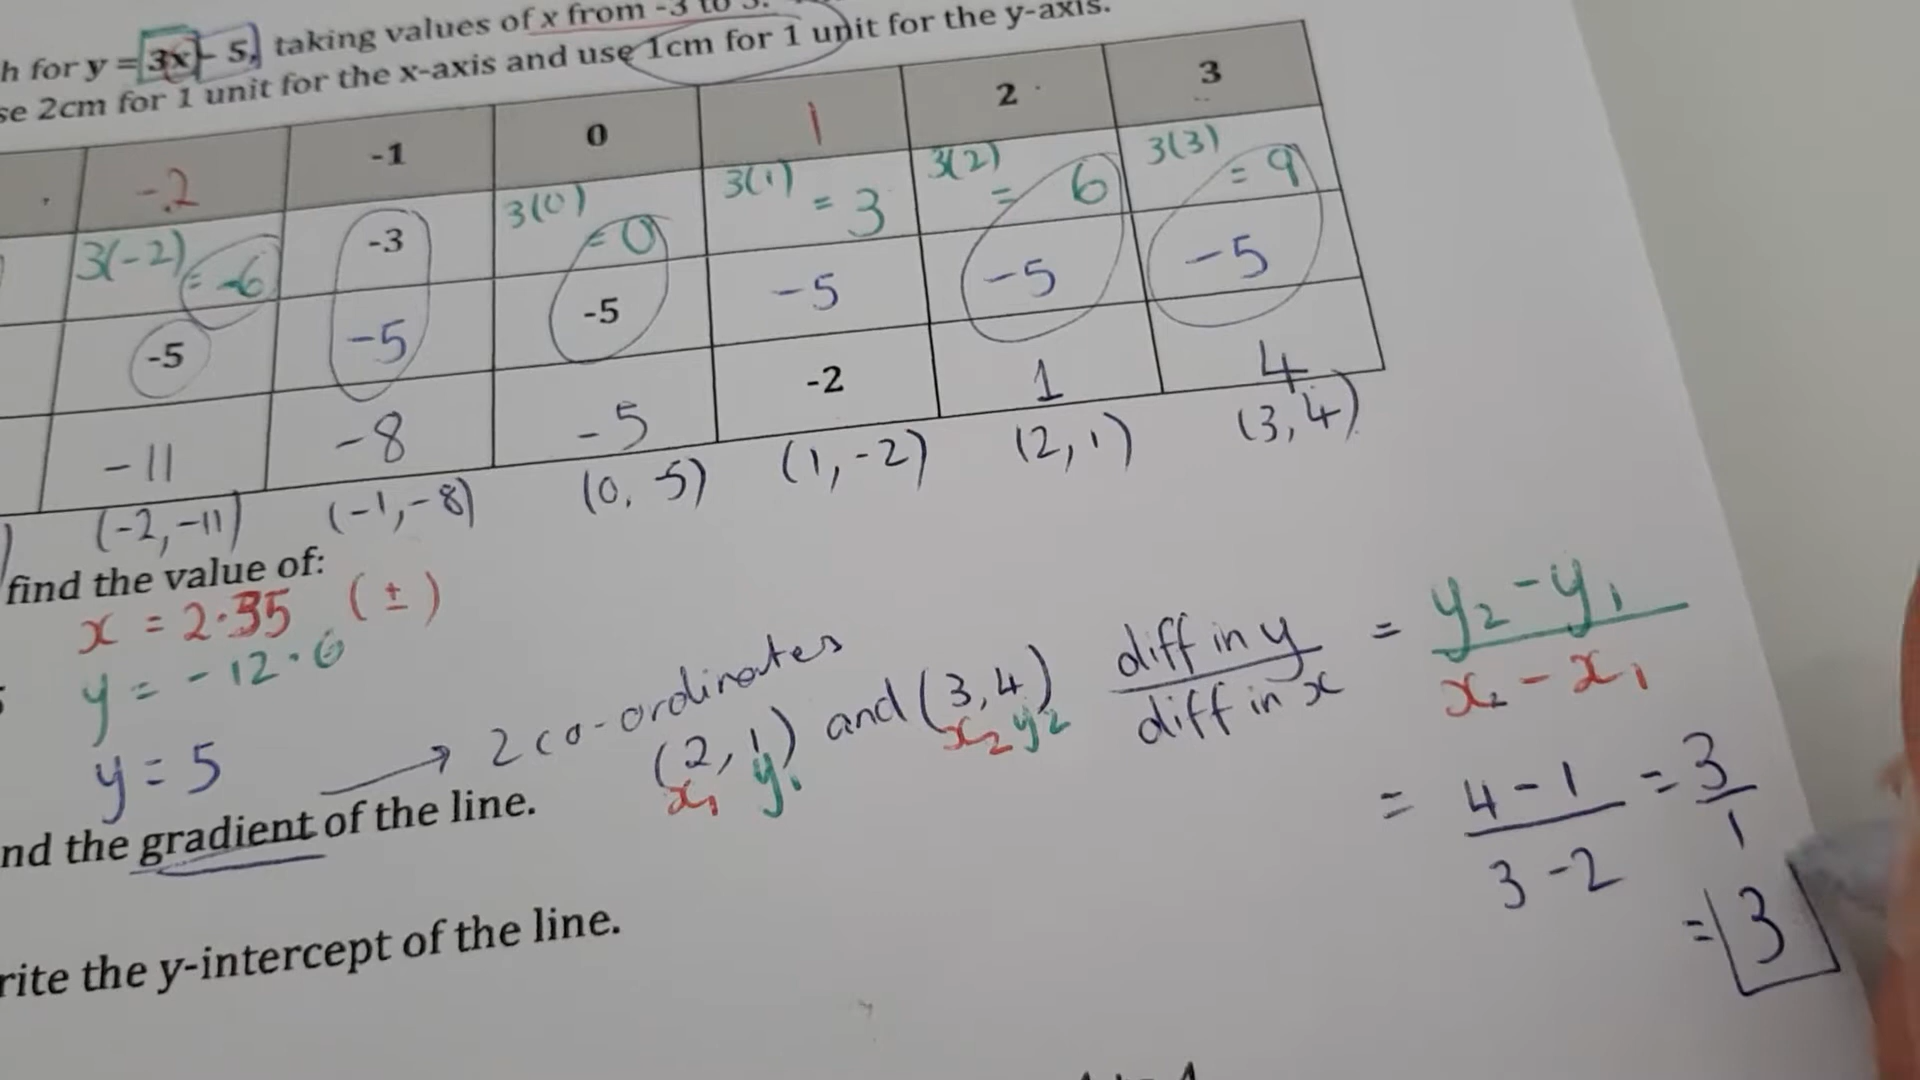 h for y = 3x - 5, taking values of x from -3 to 3.
se 2cm for 1 unit for the x-axis and use 1cm for 1 unit for the y-axis.
-2 -1 0 1 2 3
3(-2) = -6 -3 3(0) = 0 3(1) = 3 3(2) = 6 3(3) = 9
-5 -5 -5 -5 -5 -5
-11 -8 -5 -2 1 4
(-2,-11) (-1,-8) (0,-5) (1,-2) (2,1) (3,4)
find the value of:
x = 2.35 (±)
y = -12.6
y = 5
2 co-ordinates
(2,1) and (3,4)
x₁ y₁ x₂ y₂
diff in y / diff in x = y₂ - y₁ / x₂ - x₁
= 4 - 1 / 3 - 2 = 3 / 1
= 3
nd the gradient of the line.
rite the y-intercept of the line.